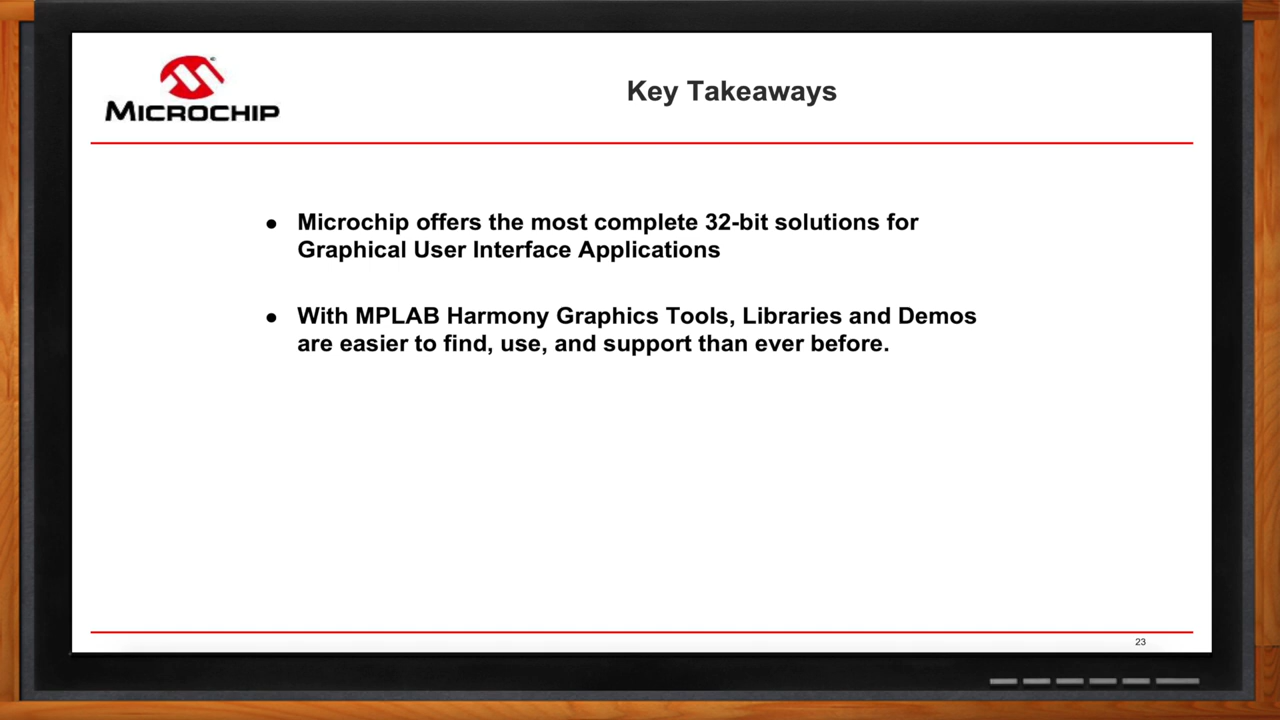 MICROCHIP
Key Takeaways
● Microchip offers the most complete 32-bit solutions for
Graphical User Interface Applications
● With MPLAB Harmony Graphics Tools, Libraries and Demos
are easier to find, use, and support than ever before.
23